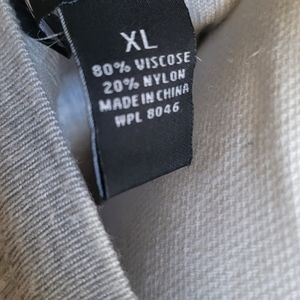 XL
80% VISCOSE
20% NYLON
MADE IN CHINA
WPL 8046